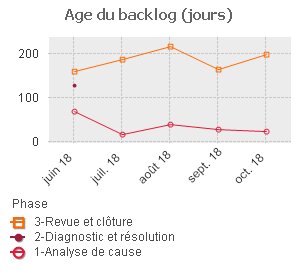 Age du backlog (jours)
200
100
0
juin 18
juil. 18
août 18
sept. 18
oct. 18
Phase
3-Revue et clôture
2-Diagnostic et résolution
1-Analyse de cause